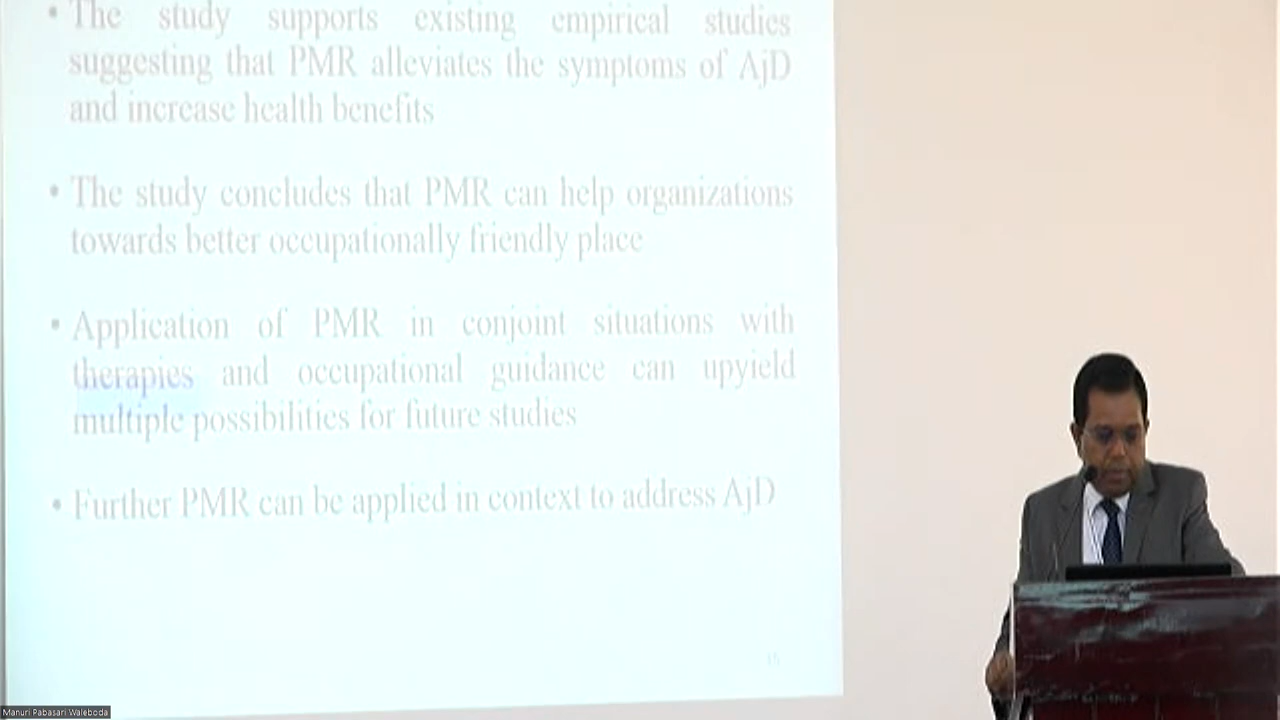 • The study supports existing empirical studies
suggesting that PMR alleviates the symptoms of AjD
and increase health benefits
• The study concludes that PMR can help organizations
towards better occupationally friendly place
• Application of PMR in conjoint situations with
therapies and occupational guidance can upyield
multiple possibilities for future studies
• Further PMR can be applied in context to address AjD
15
Manuri Pabasari Waleboda